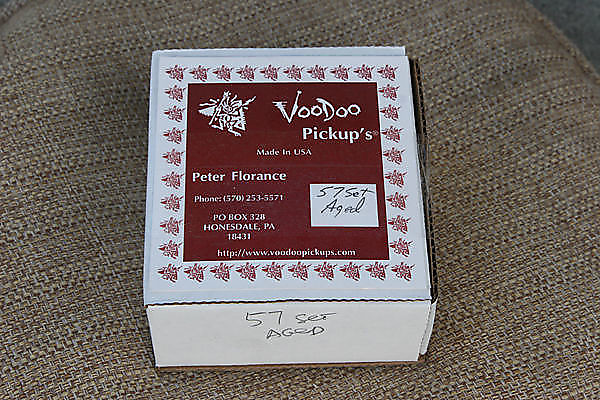 VooDoo
Pickup's®
Made In USA
Peter Florance
Phone: (570) 253-5571
57 Set
Aged
PO BOX 328
HONESDALE, PA
18431
http://www.voodoopickups.com
57 Set
AGED